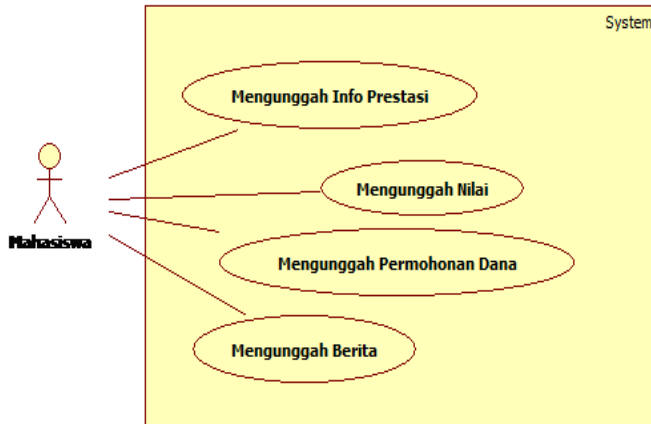 System
Mengunggah Info Prestasi
Mengunggah Nilai
Mahasiswa
Mengunggah Permohonan Dana
Mengunggah Berita